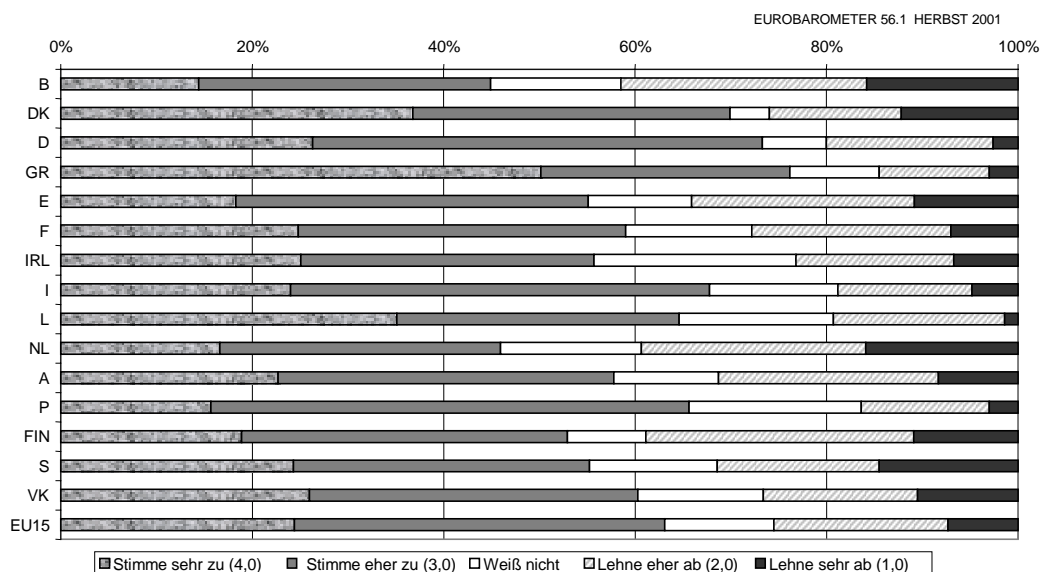 EUROBAROMETER 56.1 HERBST 2001
0% 20% 40% 60% 80% 100%
B
DK
D
GR
E
F
IRL
I
L
NL
A
P
FIN
S
VK
EU15
Stimme sehr zu (4,0) Stimme eher zu (3,0) Weiß nicht Lehne eher ab (2,0) Lehne sehr ab (1,0)